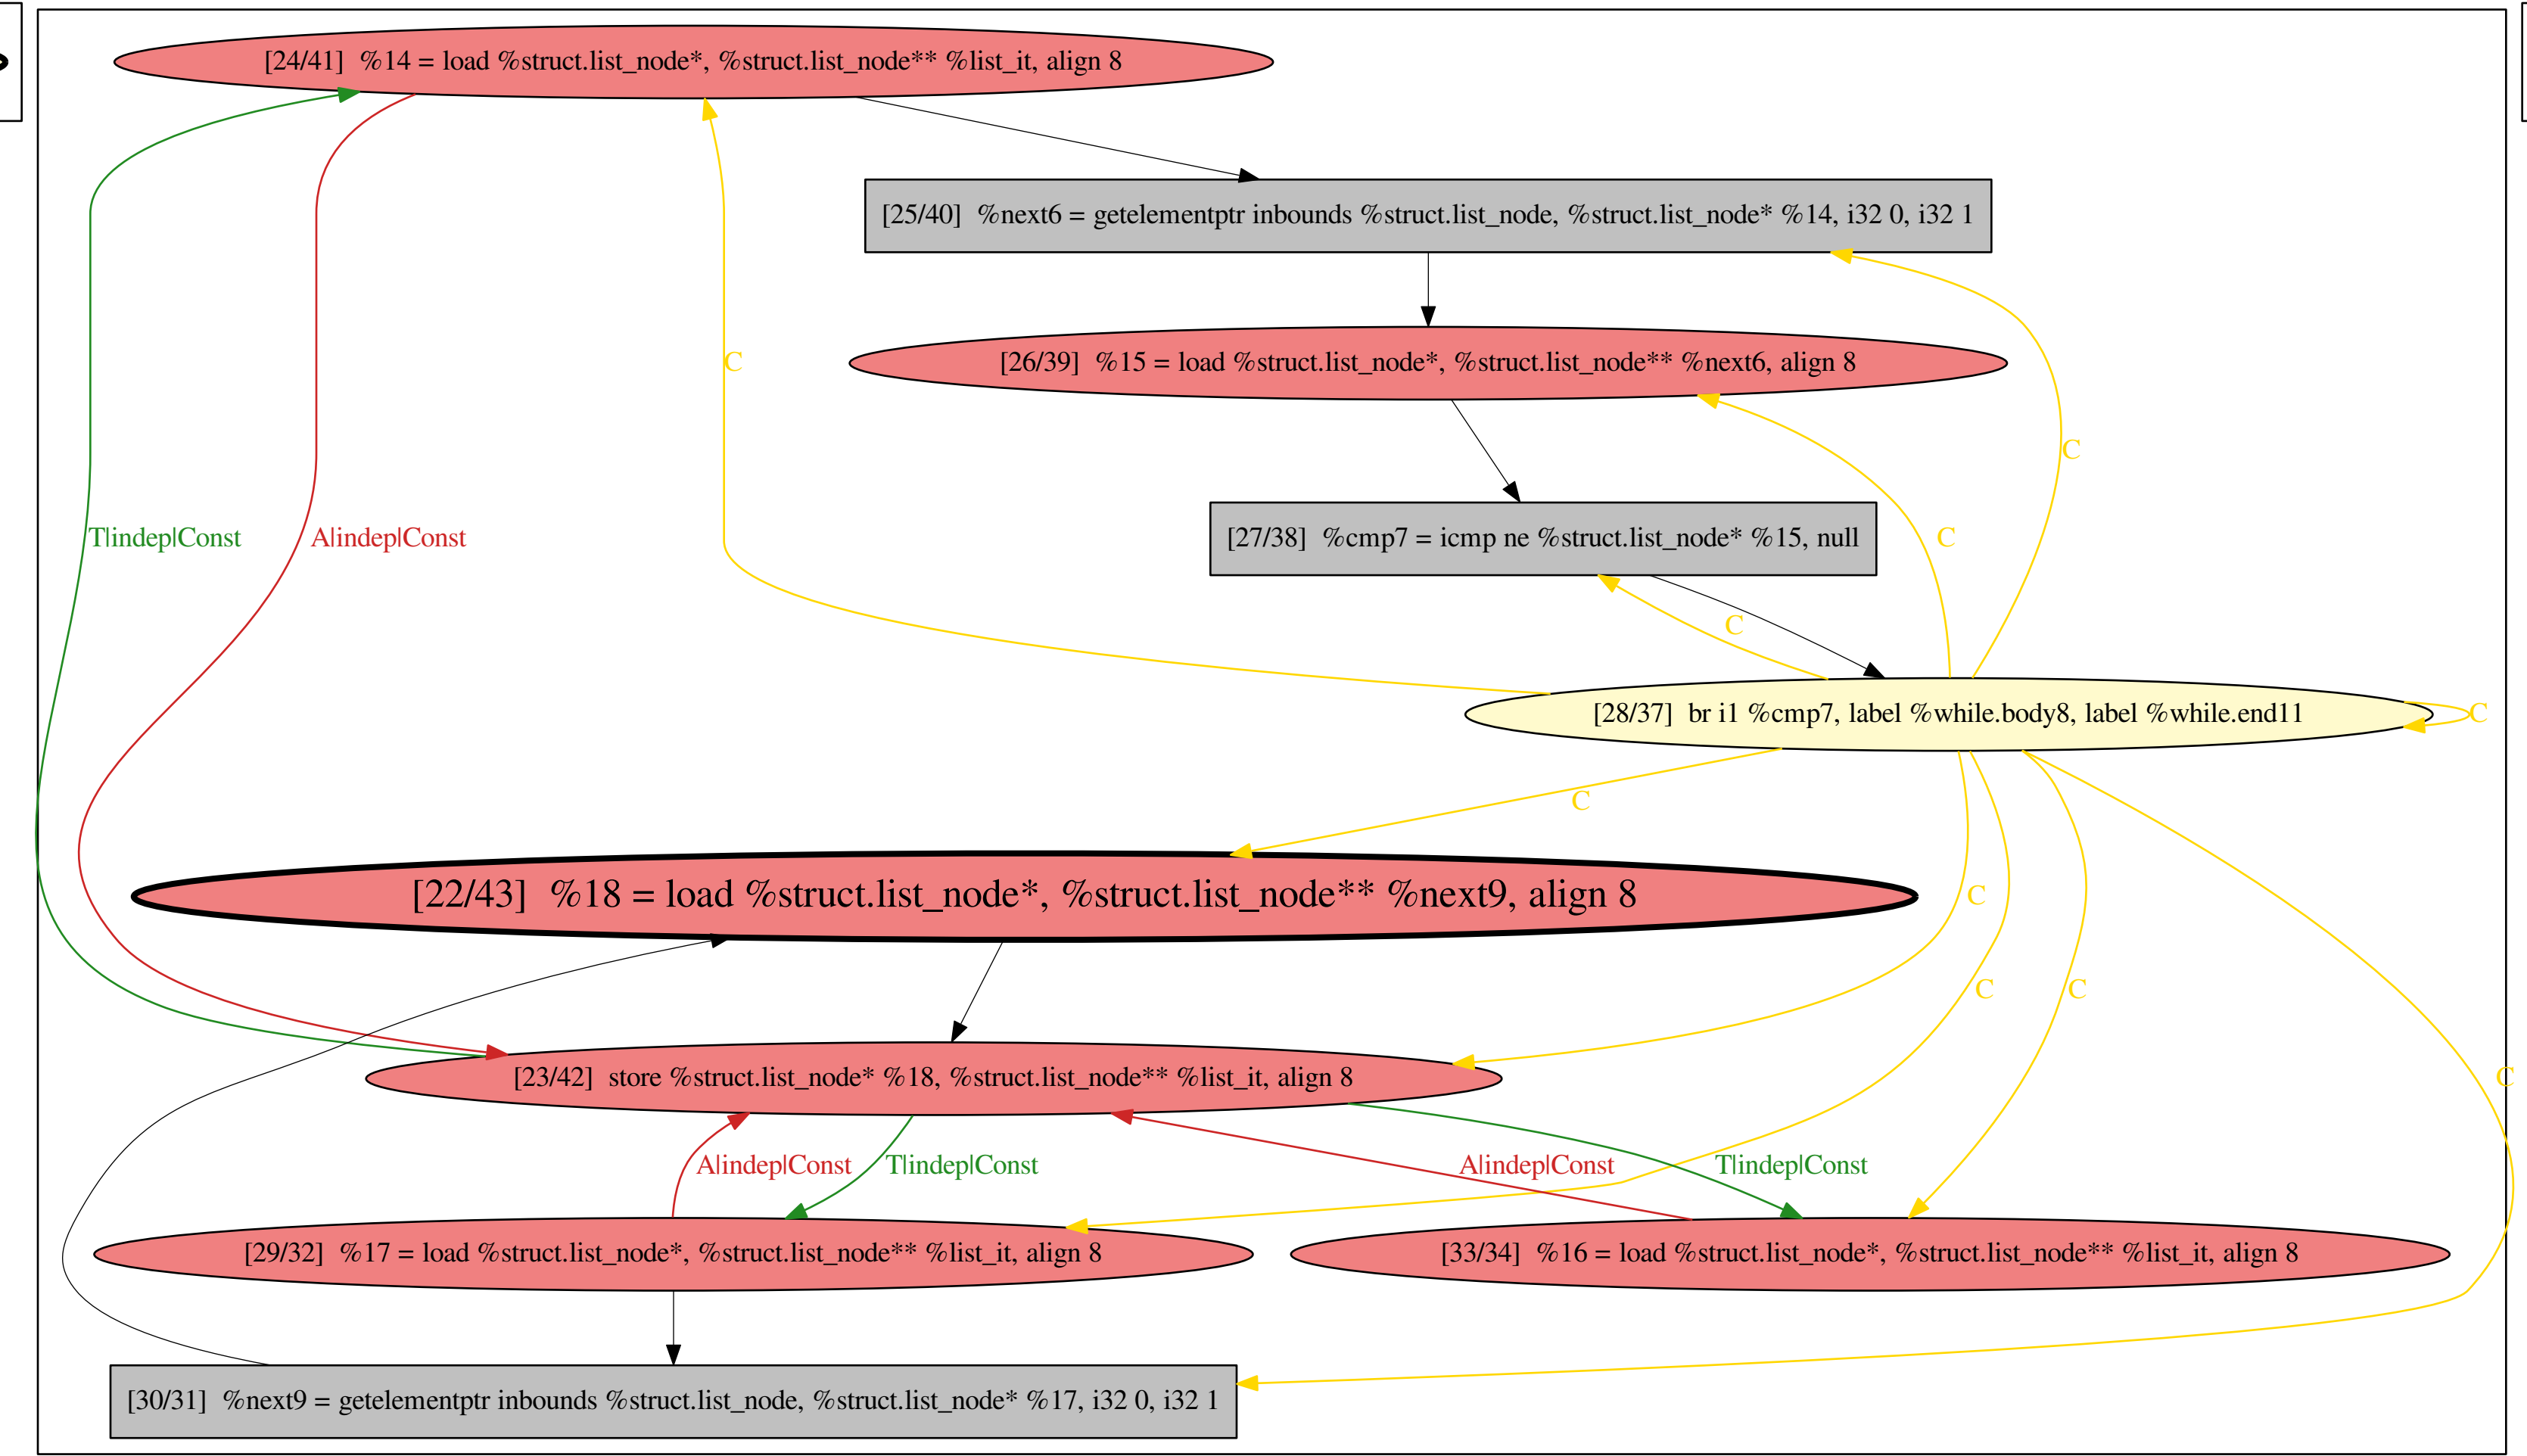 [24/41]  %14 = load %struct.list_node*, %struct.list_node** %list_it, align 8
[25/40]  %next6 = getelementptr inbounds %struct.list_node, %struct.list_node* %14, i32 0, i32 1
C
[26/39]  %15 = load %struct.list_node*, %struct.list_node** %next6, align 8
C
T|indep|Const
A|indep|Const
[27/38]  %cmp7 = icmp ne %struct.list_node* %15, null
C
C
[28/37]  br i1 %cmp7, label %while.body8, label %while.end11
C
C
[22/43]  %18 = load %struct.list_node*, %struct.list_node** %next9, align 8
C
C
C
[23/42]  store %struct.list_node* %18, %struct.list_node** %list_it, align 8
C
A|indep|Const
T|indep|Const
A|indep|Const
T|indep|Const
[29/32]  %17 = load %struct.list_node*, %struct.list_node** %list_it, align 8
[33/34]  %16 = load %struct.list_node*, %struct.list_node** %list_it, align 8
[30/31]  %next9 = getelementptr inbounds %struct.list_node, %struct.list_node* %17, i32 0, i32 1